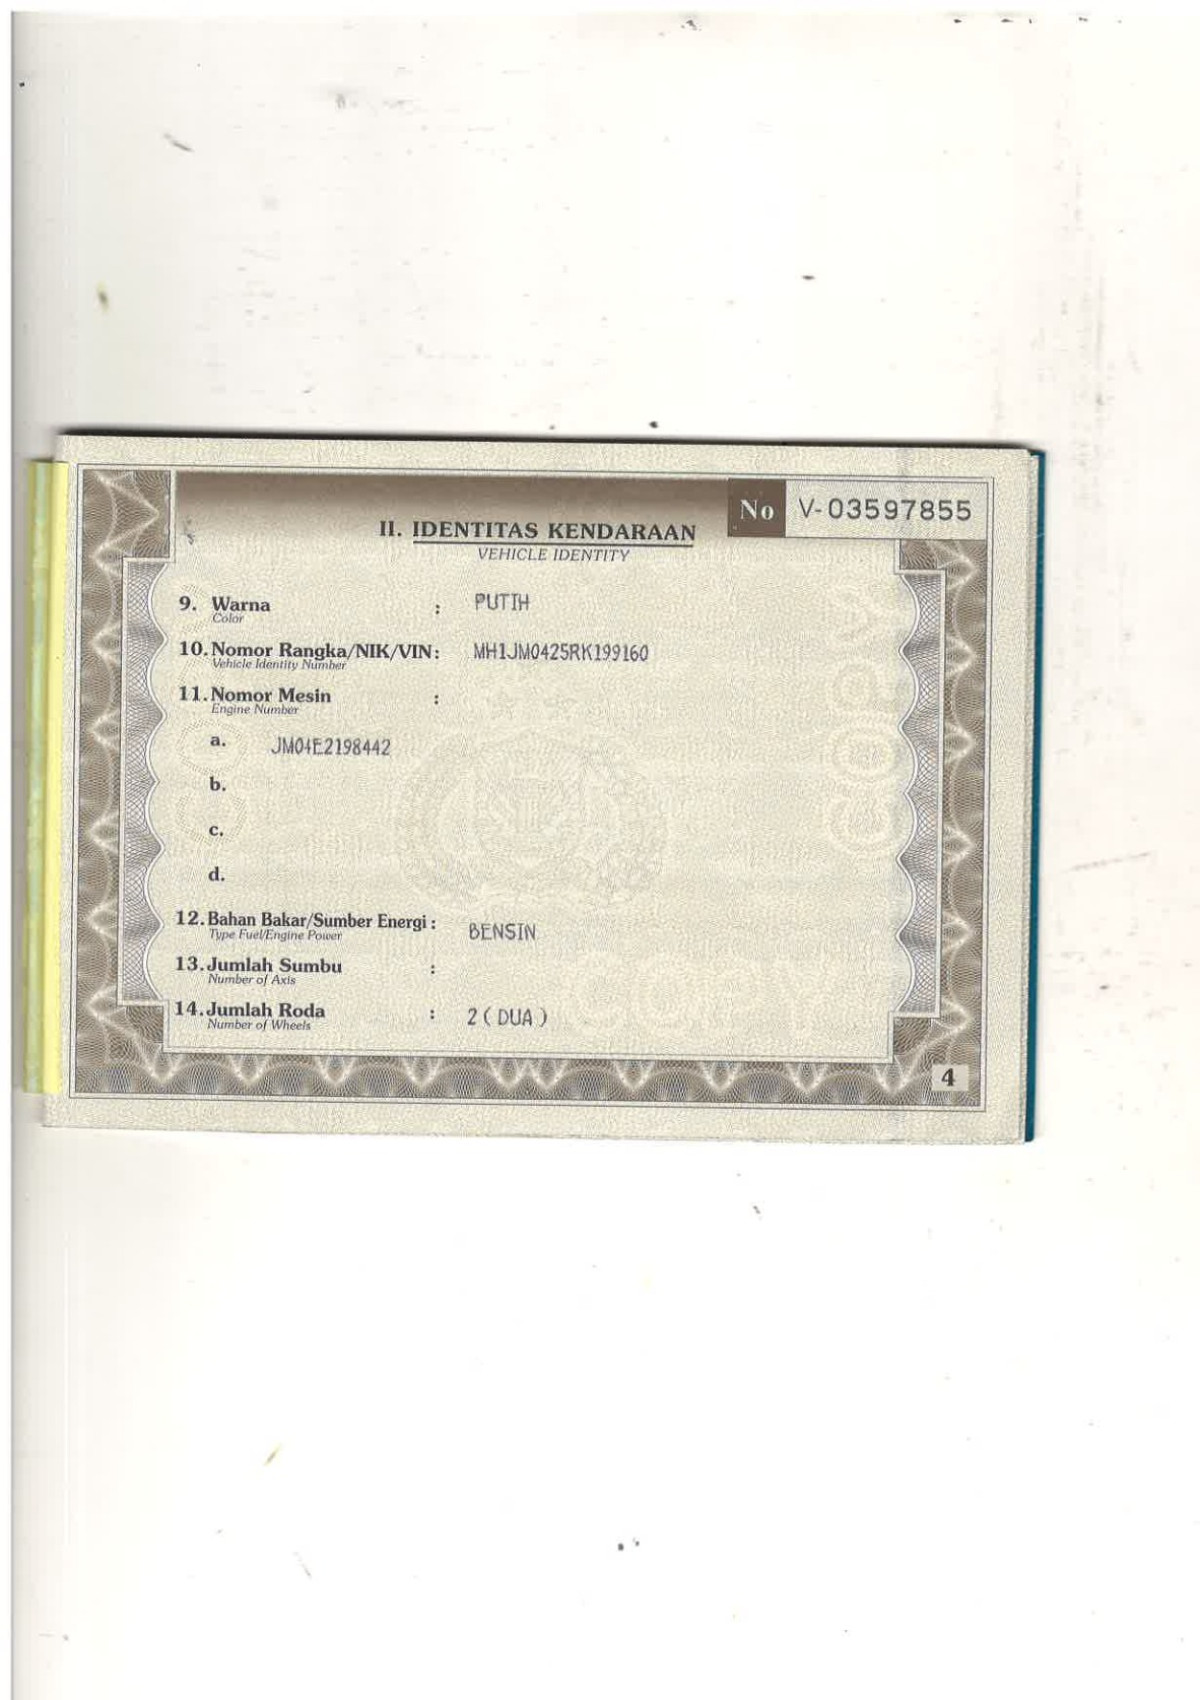 No V-03597855
II. IDENTITAS KENDARAAN
VEHICLE IDENTITY
9. Warna : PUTIH
Color
10. Nomor Rangka/NIK/VIN : MH1JM0425RK199160
Vehicle Identity Number
11. Nomor Mesin :
Engine Number
a. JM04E2198442
b.
c.
d.
12. Bahan Bakar/Sumber Energi : BENSIN
Type Fuel/Engine Power
13. Jumlah Sumbu :
Number of Axis
14. Jumlah Roda : 2 ( DUA )
Number of Wheels
4